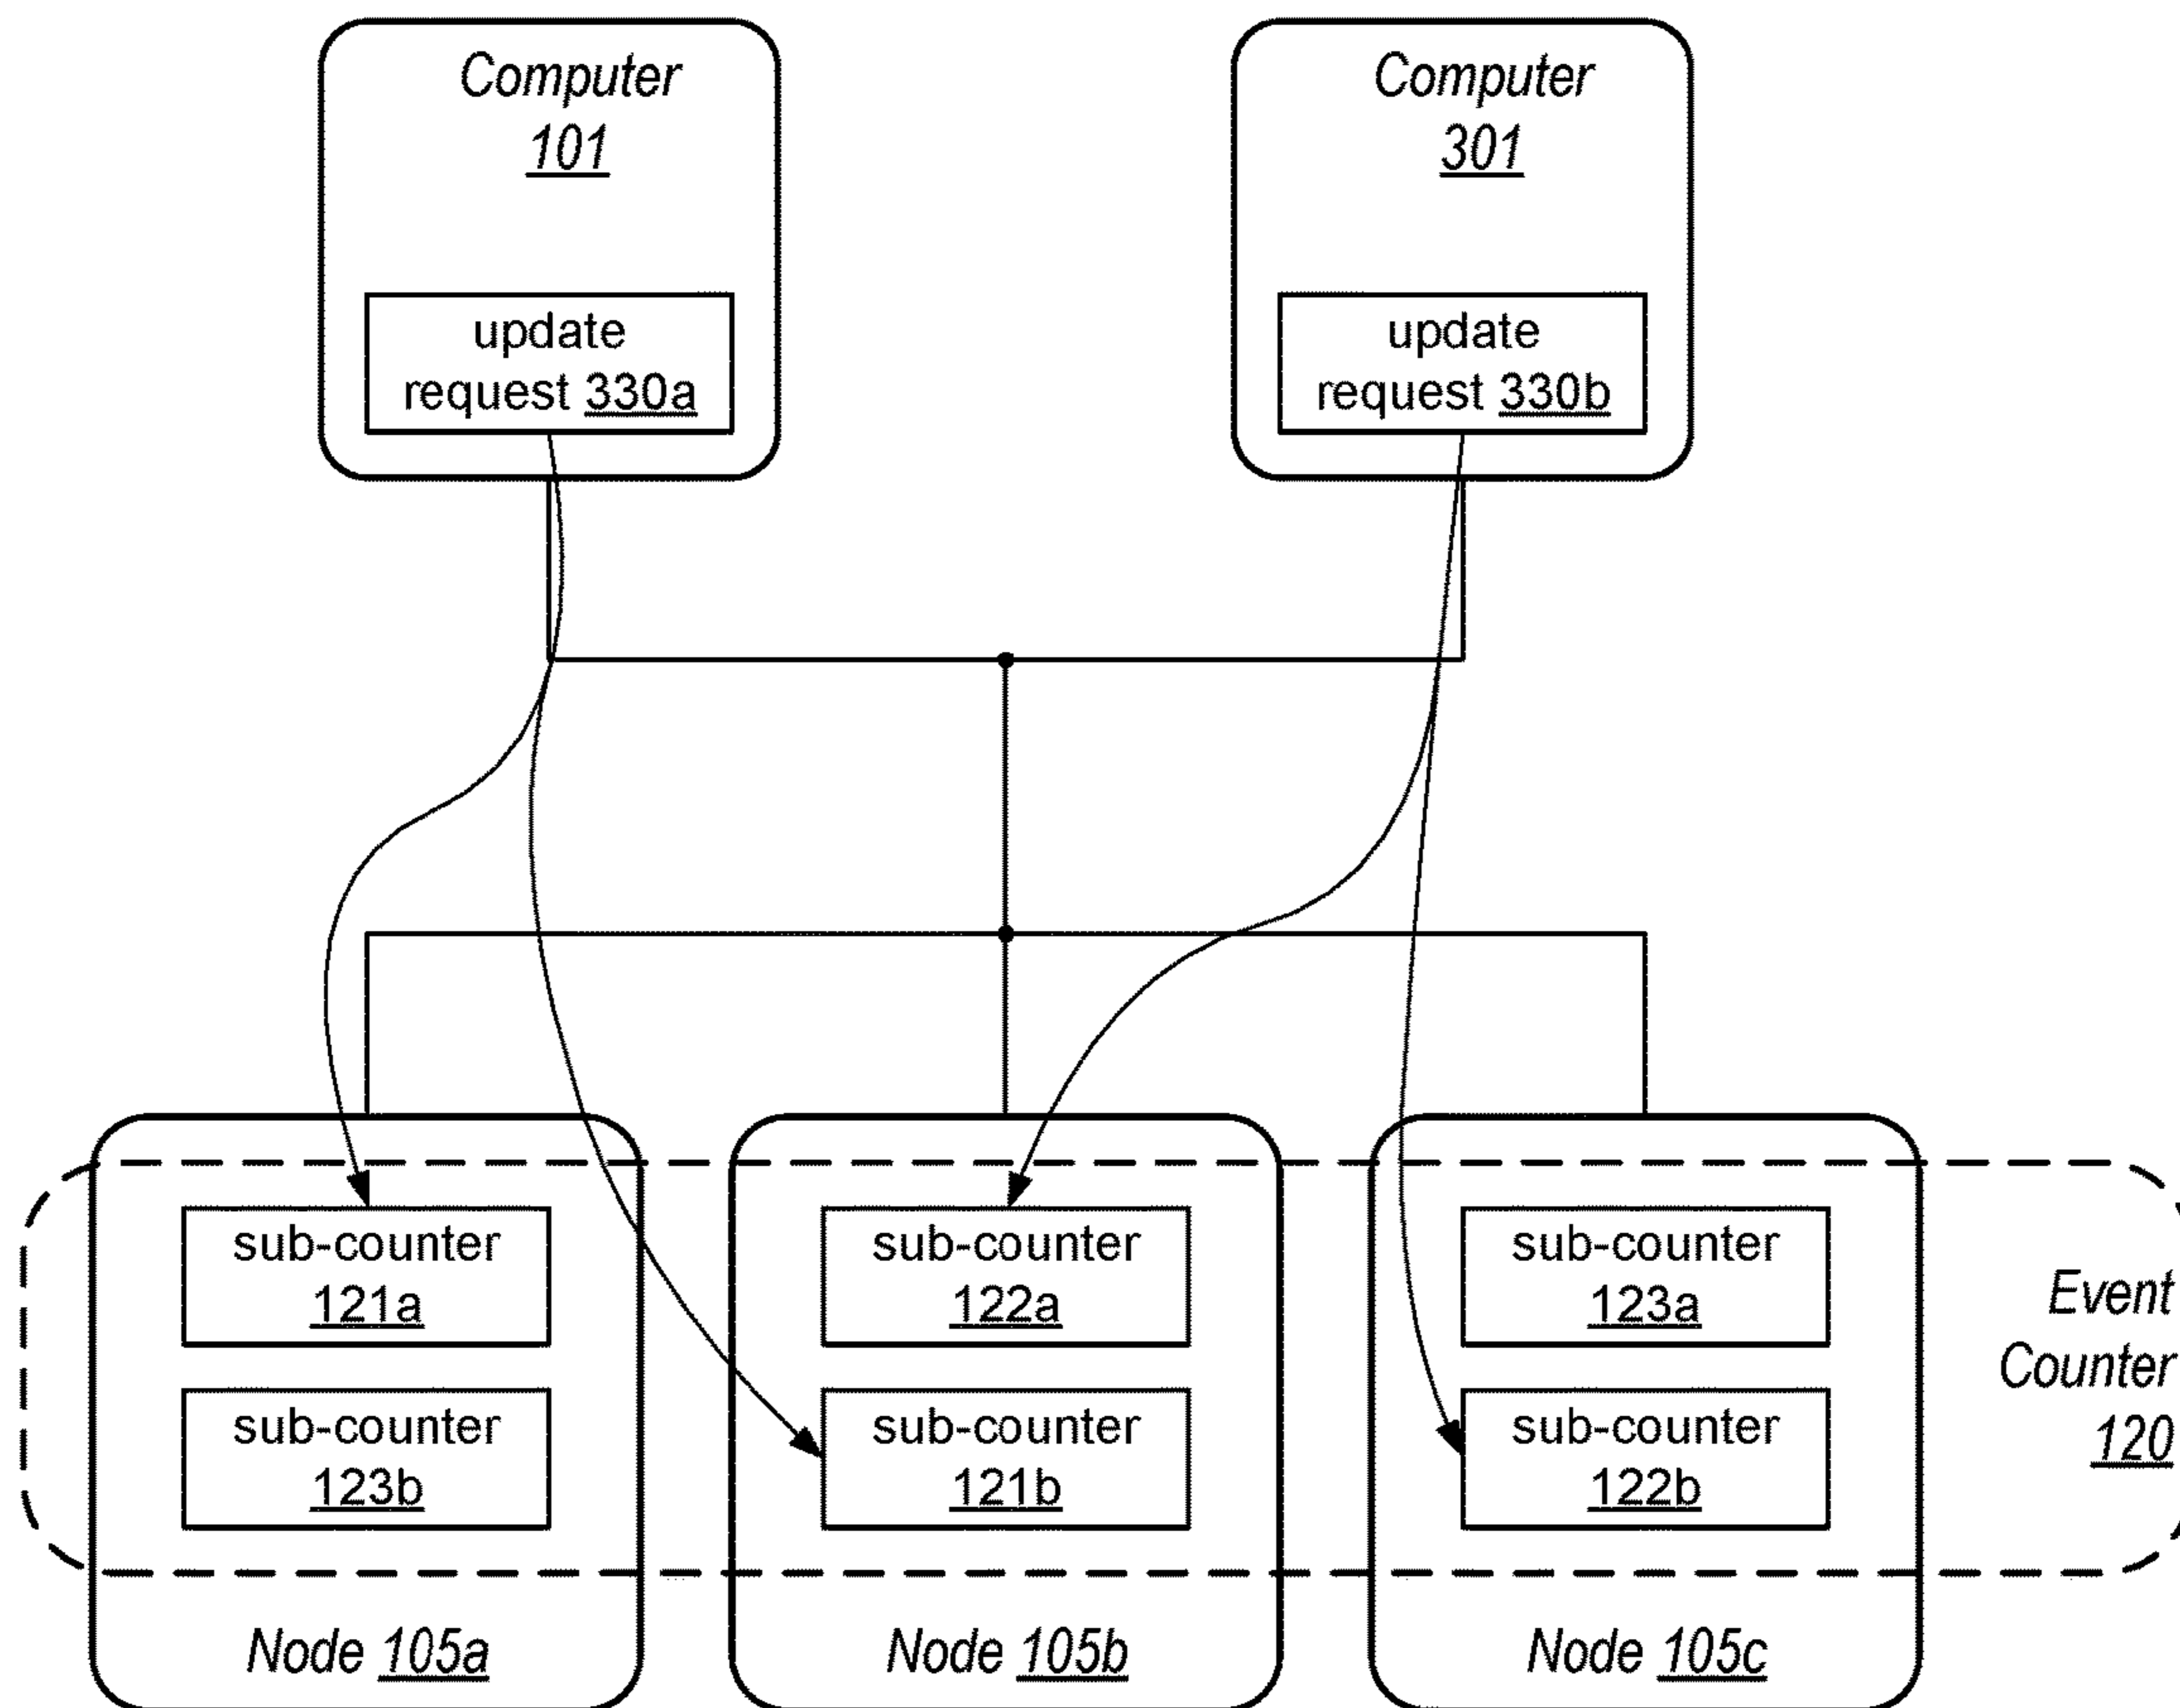 Computer
101
update
request 330a
Computer
301
update
request 330b
sub-counter
121a
sub-counter
123b
Node 105a
sub-counter
122a
sub-counter
121b
Node 105b
sub-counter
123a
sub-counter
122b
Node 105c
Event
Counter
120